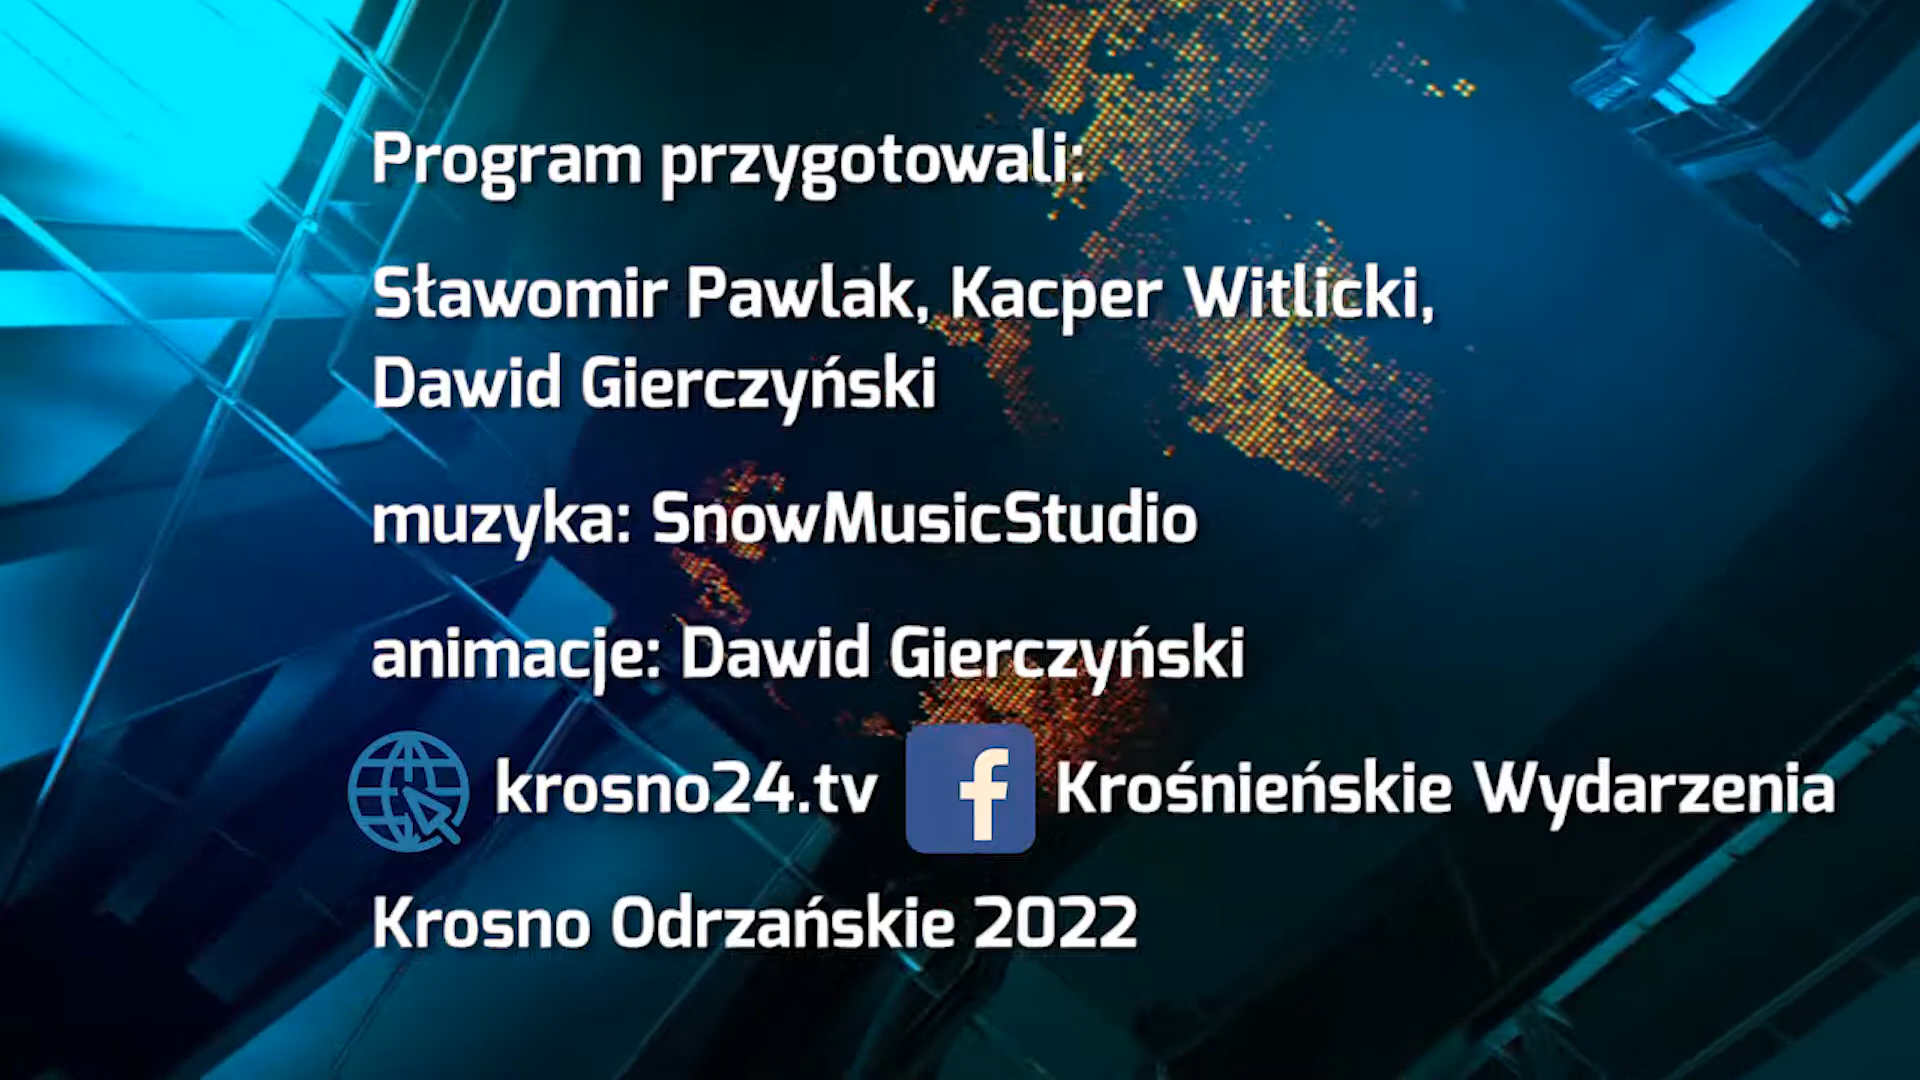 Program przygotowali:
Sławomir Pawlak, Kacper Witlicki,
Dawid Gierczyński
muzyka: SnowMusicStudio
animacje: Dawid Gierczyński
krosno24.tv f Krośnieńskie Wydarzenia
Krosno Odrzańskie 2022